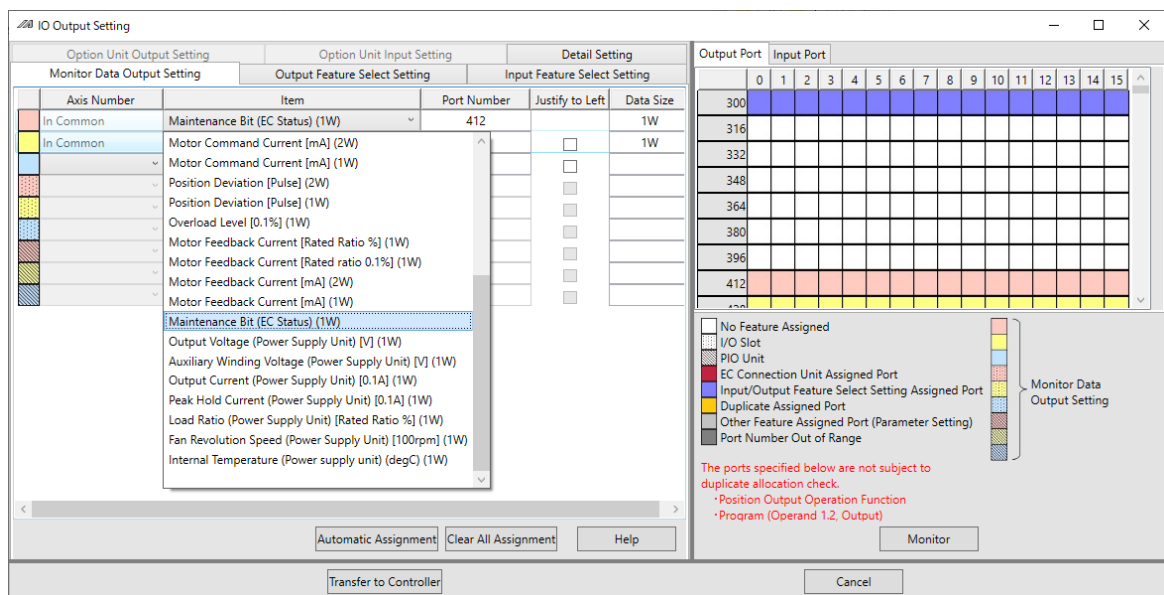 IO Output Setting
Option Unit Output Setting
Option Unit Input Setting
Detail Setting
Monitor Data Output Setting
Output Feature Select Setting
Input Feature Select Setting
Axis Number
Item
Port Number
Justify to Left
Data Size
In Common
Maintenance Bit (EC Status) (1W)
412
1W
In Common
1W
Motor Command Current [mA] (2W)
Motor Command Current [mA] (1W)
Position Deviation [Pulse] (2W)
Position Deviation [Pulse] (1W)
Overload Level [0.1%] (1W)
Motor Feedback Current [Rated Ratio %] (1W)
Motor Feedback Current [Rated ratio 0.1%] (1W)
Motor Feedback Current [mA] (2W)
Motor Feedback Current [mA] (1W)
Maintenance Bit (EC Status) (1W)
Output Voltage (Power Supply Unit) [V] (1W)
Auxiliary Winding Voltage (Power Supply Unit) [V] (1W)
Output Current (Power Supply Unit) [0.1A] (1W)
Peak Hold Current (Power Supply Unit) [0.1A] (1W)
Load Ratio (Power Supply Unit) [Rated Ratio %] (1W)
Fan Revolution Speed (Power Supply Unit) [100rpm] (1W)
Internal Temperature (Power supply unit) (degC) (1W)
Automatic Assignment
Clear All Assignment
Help
Transfer to Controller
Output Port
Input Port
0 1 2 3 4 5 6 7 8 9 10 11 12 13 14 15
300
316
332
348
364
380
396
412
No Feature Assigned
I/O Slot
PIO Unit
EC Connection Unit Assigned Port
Input/Output Feature Select Setting Assigned Port
Duplicate Assigned Port
Other Feature Assigned Port (Parameter Setting)
Port Number Out of Range
Monitor Data
Output Setting
The ports specified below are not subject to
duplicate allocation check.
・Position Output Operation Function
・Program (Operand 1.2, Output)
Monitor
Cancel